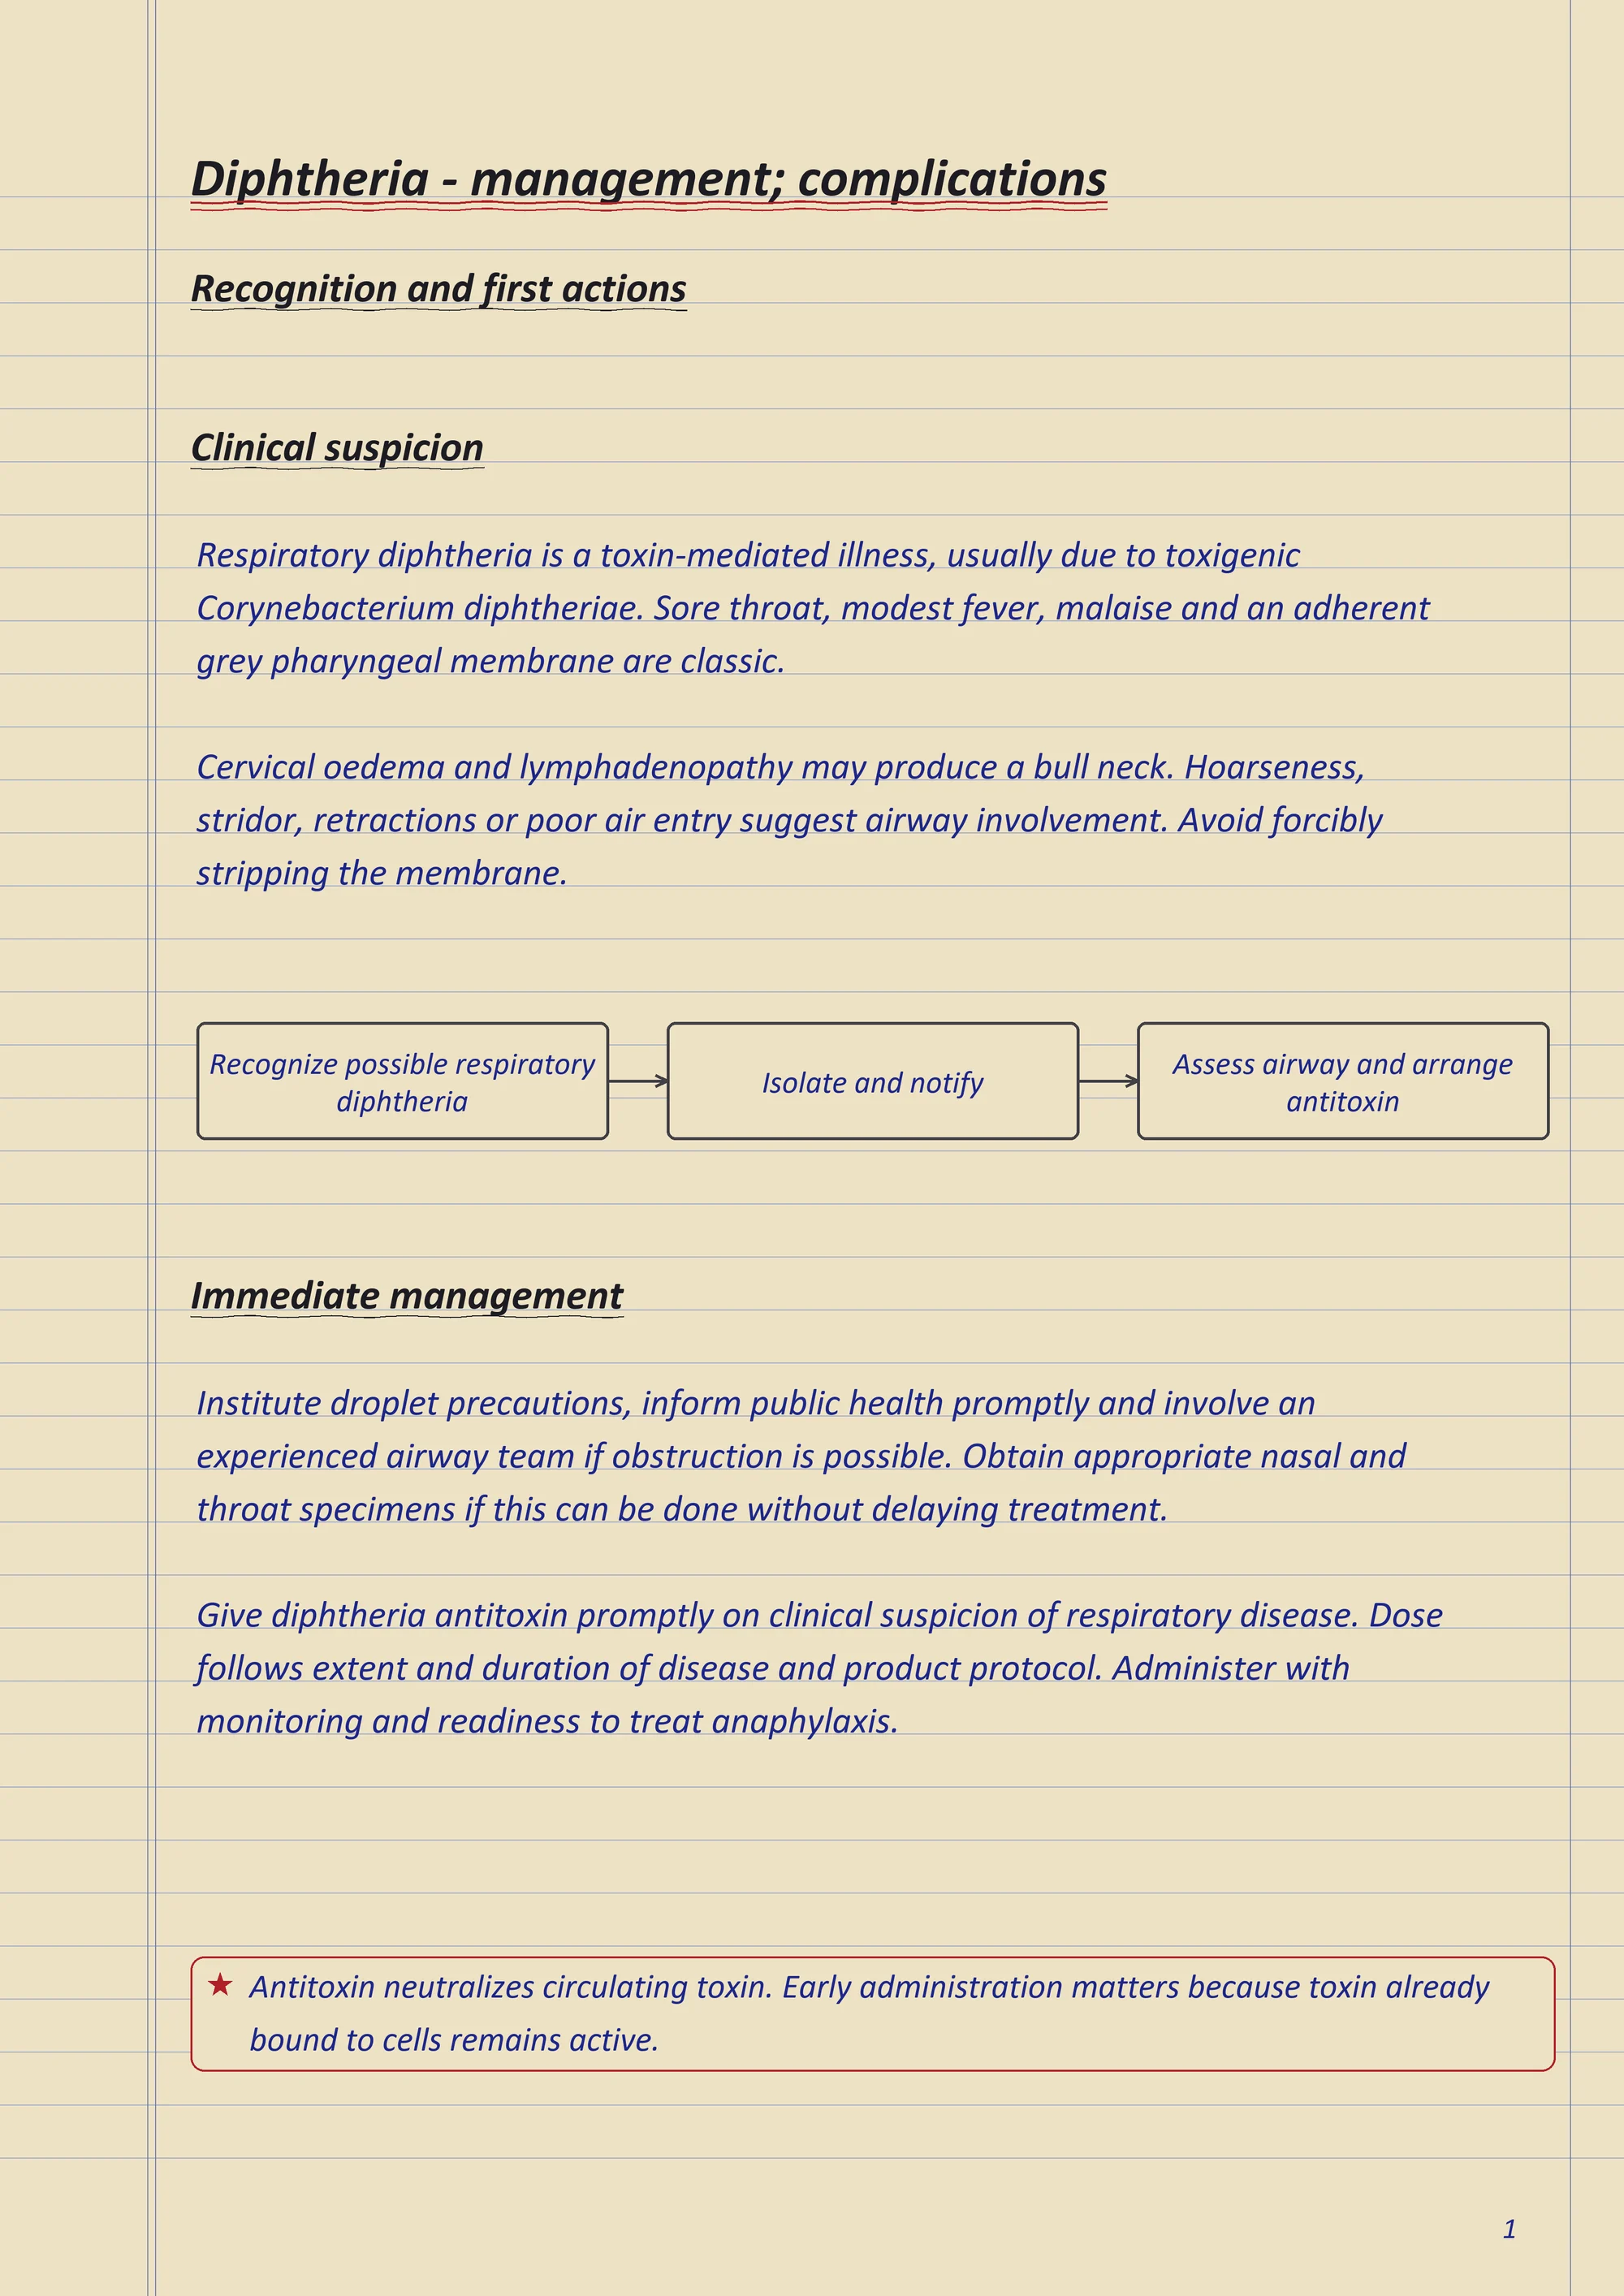 Diphtheria - management; complications
Recognition and first actions
Clinical suspicion
Respiratory diphtheria is a toxin-mediated illness, usually due to toxigenic
Corynebacterium diphtheriae. Sore throat, modest fever, malaise and an adherent
grey pharyngeal membrane are classic.
Cervical oedema and lymphadenopathy may produce a bull neck. Hoarseness,
stridor, retractions or poor air entry suggest airway involvement. Avoid forcibly
stripping the membrane.
Recognize possible respiratory
diphtheria
Isolate and notify
Assess airway and arrange
antitoxin
Immediate management
Institute droplet precautions, inform public health promptly and involve an
experienced airway team if obstruction is possible. Obtain appropriate nasal and
throat specimens if this can be done without delaying treatment.
Give diphtheria antitoxin promptly on clinical suspicion of respiratory disease. Dose
follows extent and duration of disease and product protocol. Administer with
monitoring and readiness to treat anaphylaxis.
★ Antitoxin neutralizes circulating toxin. Early administration matters because toxin already
bound to cells remains active.
1